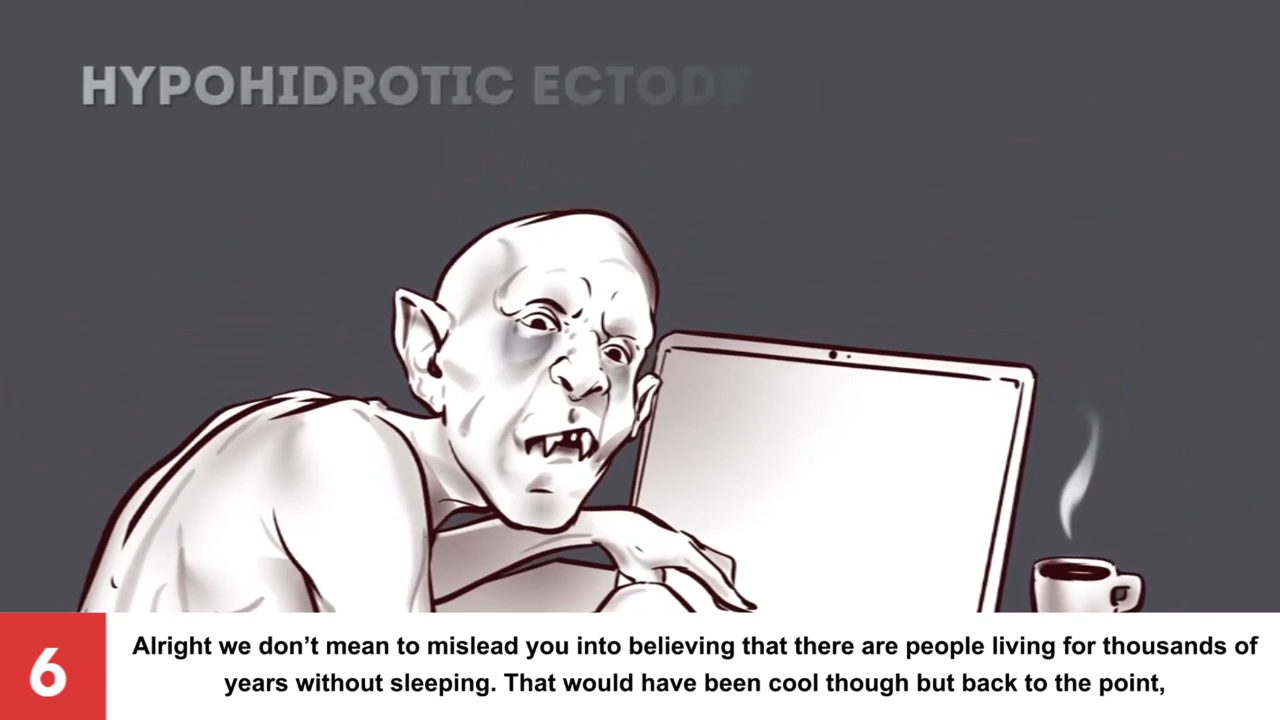 HYPOHIDROTIC ECTODE
6
Alright we don’t mean to mislead you into believing that there are people living for thousands of
years without sleeping. That would have been cool though but back to the point,